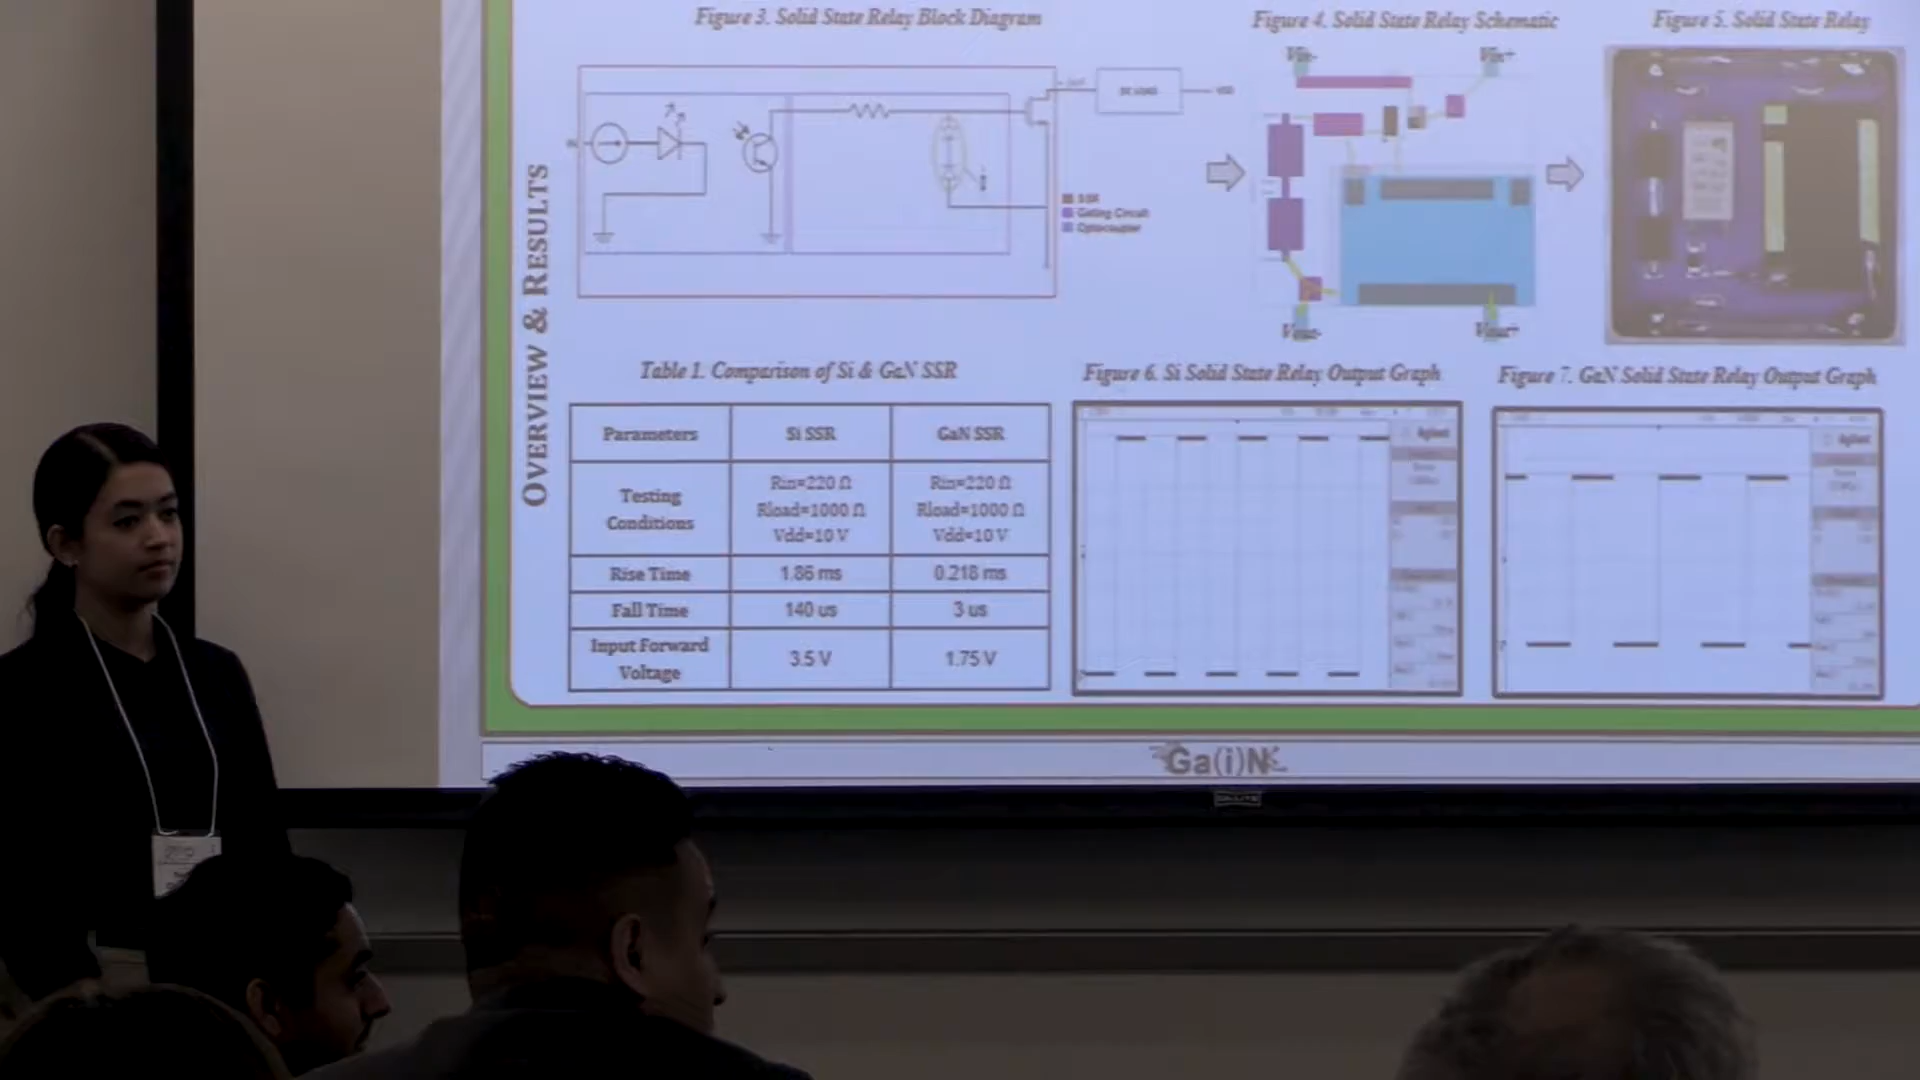 Figure 3. Solid State Relay Block Diagram
Figure 4. Solid State Relay Schematic
Figure 5. Solid State Relay
OVERVIEW & RESULTS
Vin-
Vin+
DC LOAD
VDD
SSR
Gating Circuit
Optocoupler
Vout-
Vout+
Table 1. Comparison of Si & GaN SSR
Parameters
Si SSR
GaN SSR
Testing
Conditions
Rin=220 Ω
Rload=1000 Ω
Vdd=10 V
Rin=220 Ω
Rload=1000 Ω
Vdd=10 V
Rise Time
1.86 ms
0.218 ms
Fall Time
140 us
3 us
Input Forward
Voltage
3.5 V
1.75 V
Figure 6. Si Solid State Relay Output Graph
Agilent
Figure 7. GaN Solid State Relay Output Graph
Agilent
Ga(i)N
DA-LITE